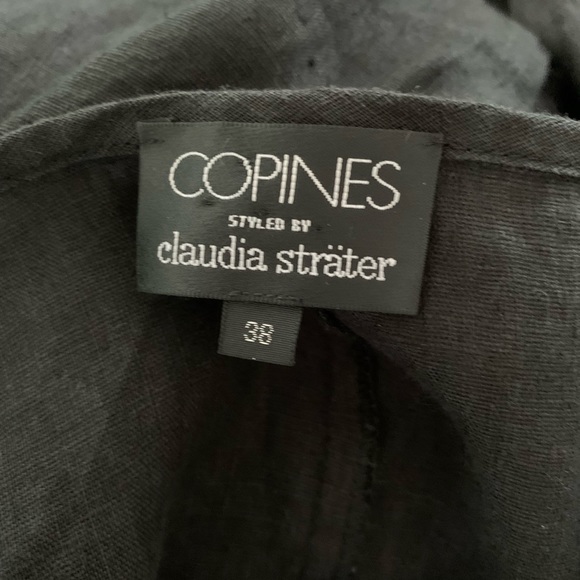 COPINES
STYLED BY
claudia sträter
38